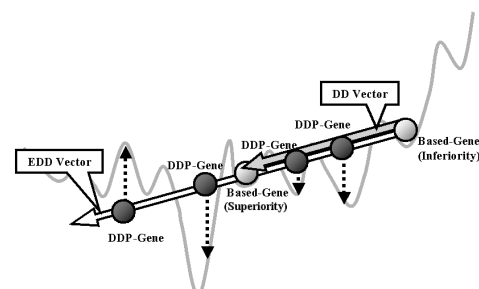 DD Vector
DDP-Gene
DDP-Gene
Based-Gene
(Inferiority)
EDD Vector
DDP-Gene
Based-Gene
(Superiority)
DDP-Gene